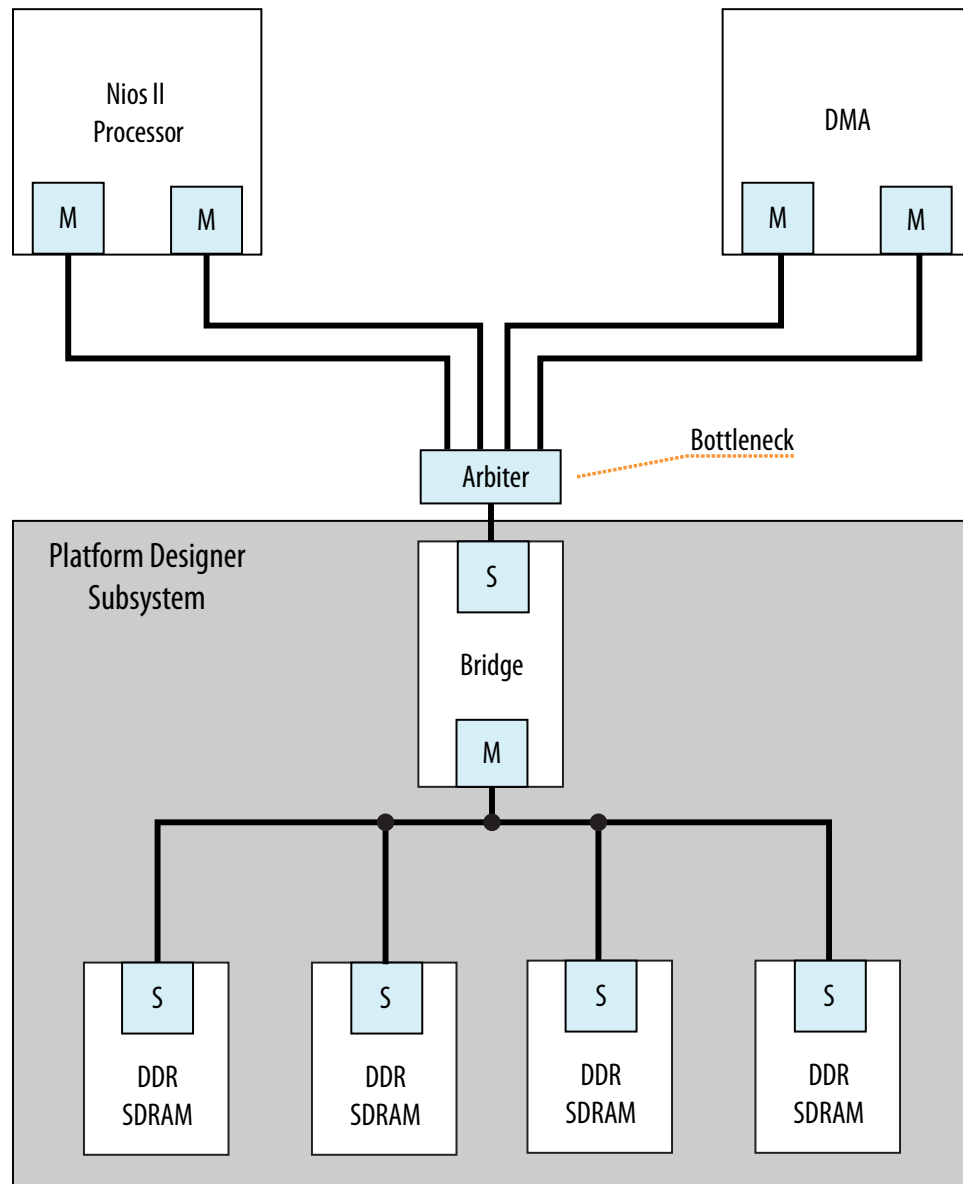 Nios II
Processor
DMA
M
M
M
M
Bottleneck
Arbiter
Platform Designer
Subsystem
S
Bridge
M
S
S
S
S
DDR
SDRAM
DDR
SDRAM
DDR
SDRAM
DDR
SDRAM